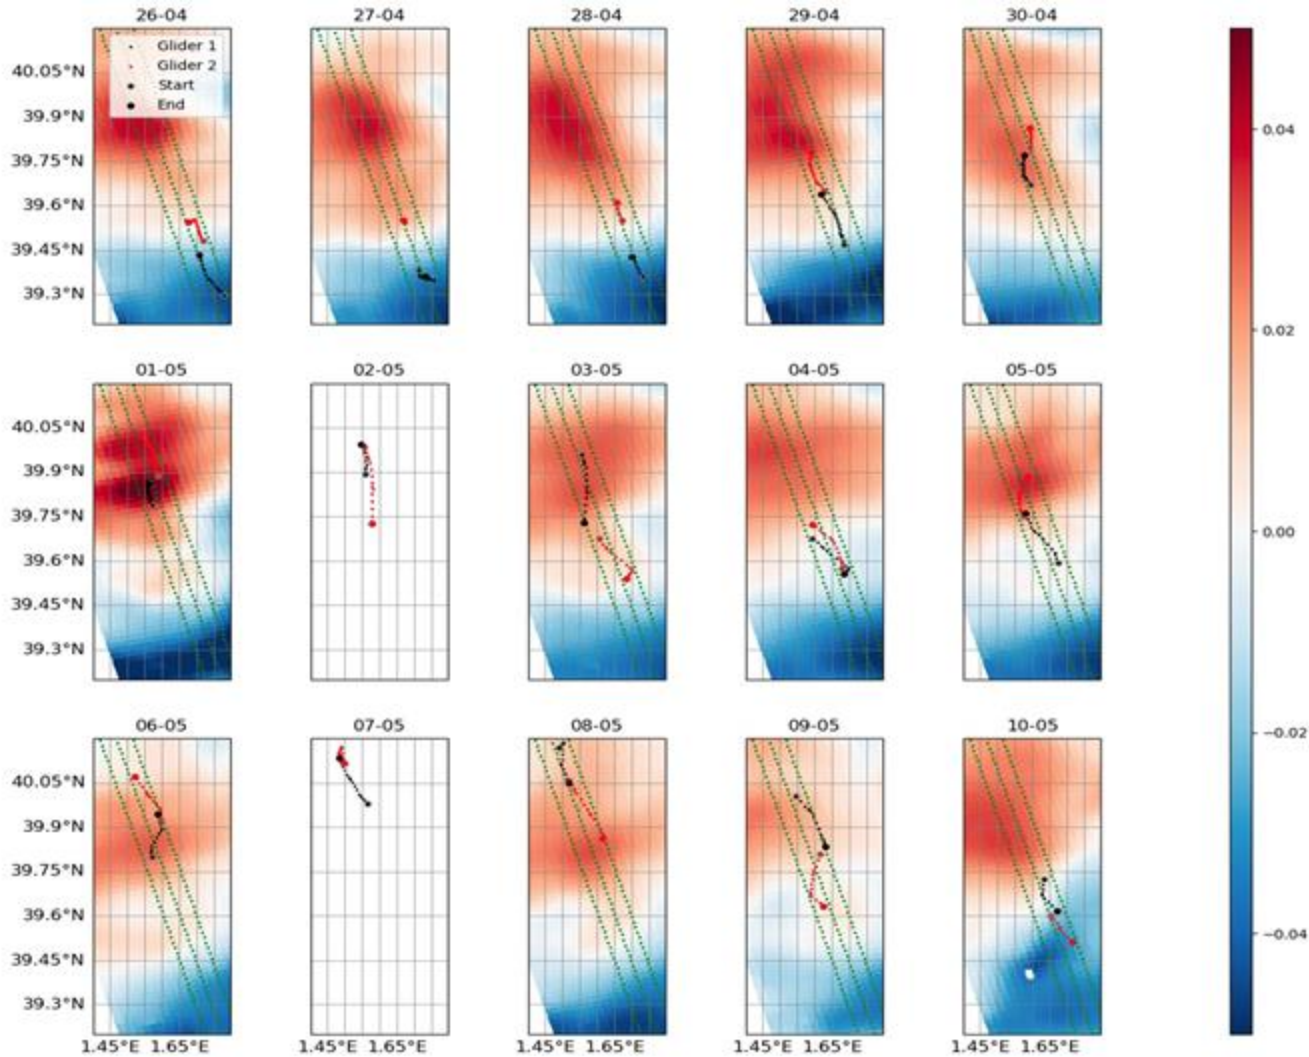 26-04 27-04 28-04 29-04 30-04
Glider 1
Glider 2
Start
End
40.05°N
39.9°N
39.75°N
39.6°N
39.45°N
39.3°N
0.04
0.02
0.00
−0.02
−0.04
01-05 02-05 03-05 04-05 05-05
40.05°N
39.9°N
39.75°N
39.6°N
39.45°N
39.3°N
06-05 07-05 08-05 09-05 10-05
40.05°N
39.9°N
39.75°N
39.6°N
39.45°N
39.3°N
1.45°E 1.65°E 1.45°E 1.65°E 1.45°E 1.65°E 1.45°E 1.65°E 1.45°E 1.65°E